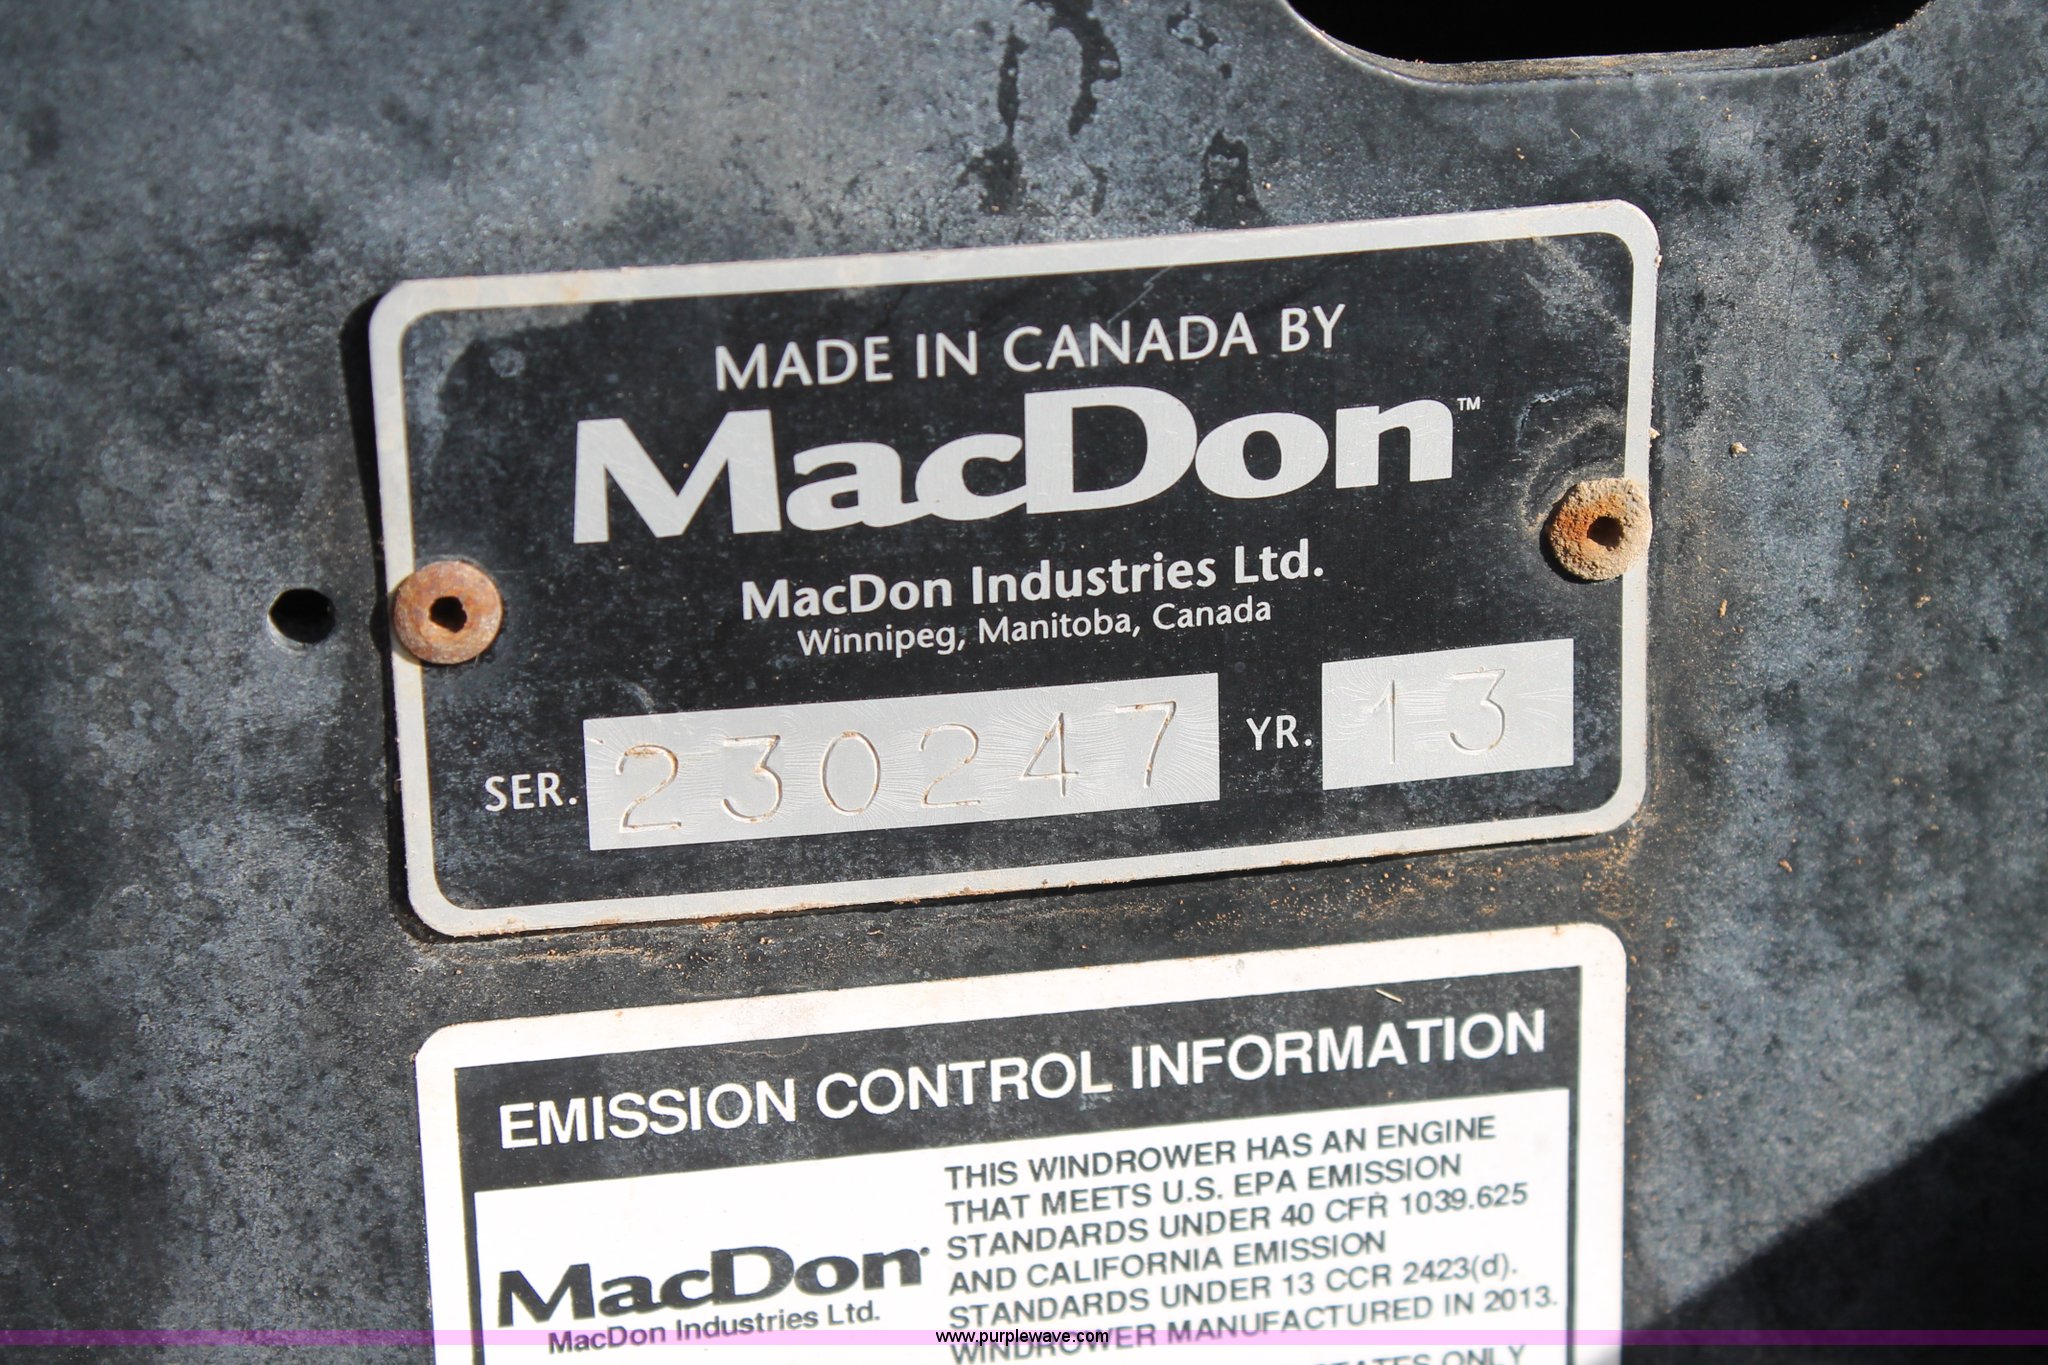 MADE IN CANADA BY
MacDon™
MacDon Industries Ltd.
Winnipeg, Manitoba, Canada
SER. 230247 YR. 13
EMISSION CONTROL INFORMATION
MacDon
MacDon Industries Ltd.
THIS WINDROWER HAS AN ENGINE
THAT MEETS U.S. EPA EMISSION
STANDARDS UNDER 40 CFR 1039.625
AND CALIFORNIA EMISSION
STANDARDS UNDER 13 CCR 2423(d).
WINDROWER MANUFACTURED IN 2013.
STATES ONLY
www.purplewave.com